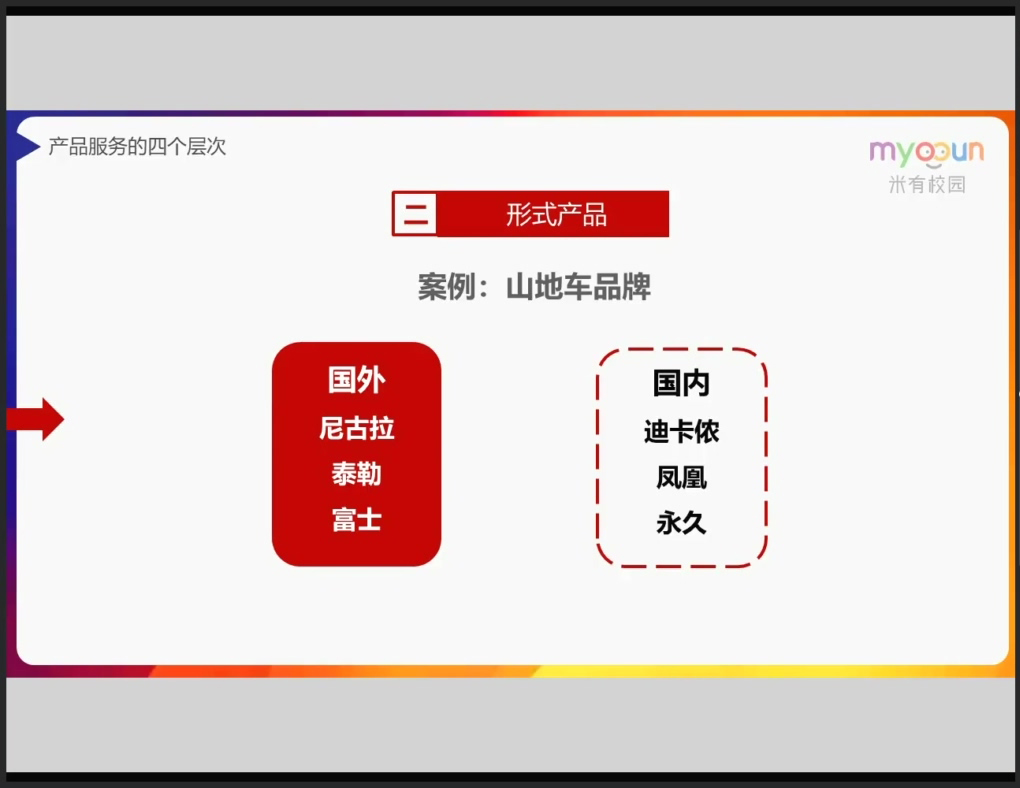 产品服务的四个层次
myooun
米有校园
二 形式产品
案例：山地车品牌
国外
尼古拉
泰勒
富士
国内
迪卡侬
凤凰
永久